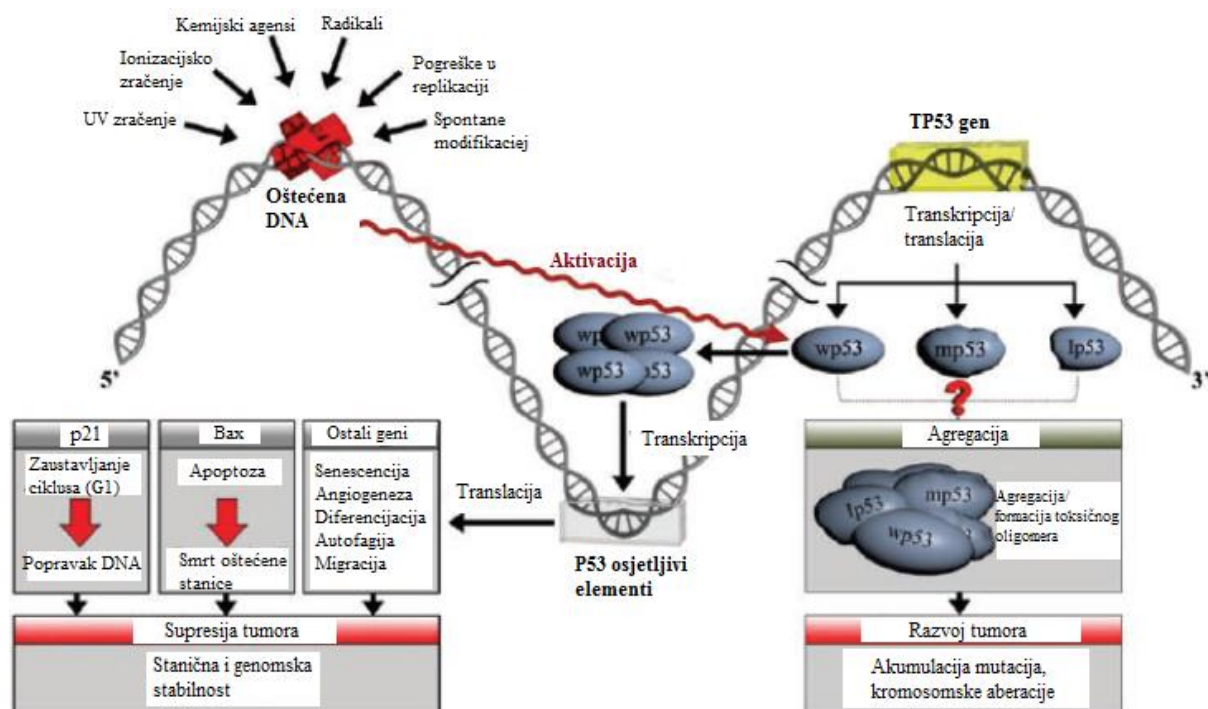 Kemijski agensi
Radikali
Ionizacijsko
zračenje
Pogreške u
replikaciji
UV zračenje
Spontane
modifikaciej
Oštećena
DNA
TP53 gen
Transkripcija/
translacija
Aktivacija
wp53
mp53
lp53
wp53
wp53
5'
3'
?
p21
Zaustavljanje
ciklusa (G1)
Popravak DNA
Bax
Apoptoza
Smrt oštećene
stanice
Ostali geni
Senescencija
Angiogeneza
Diferencijacija
Autofagija
Migracija
Translacija
Transkripcija
P53 osjetljivi
elementi
Agregacija
lp53
mp53
wp53
Agregacija/
formacija toksičnog
oligomera
Supresija tumora
Stanična i genomska
stabilnost
Razvoj tumora
Akumulacija mutacija,
kromosomske aberacije